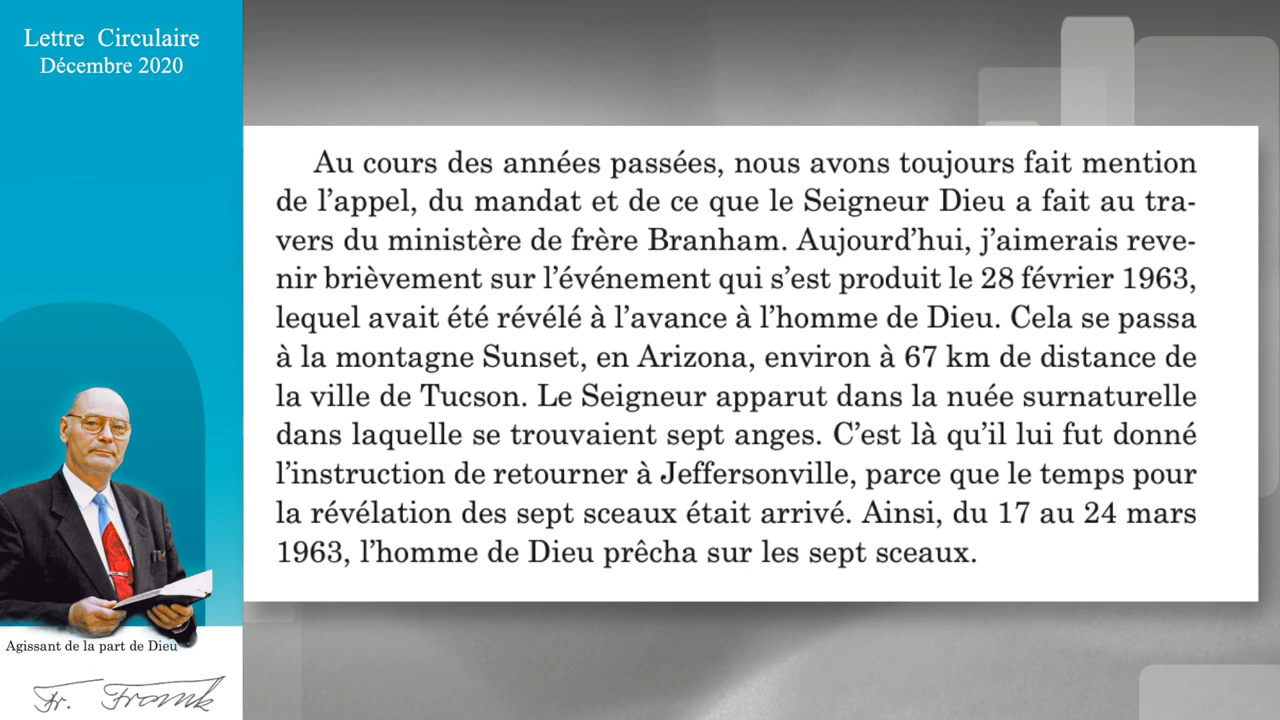 Lettre Circulaire
Décembre 2020
Au cours des années passées, nous avons toujours fait mention
de l’appel, du mandat et de ce que le Seigneur Dieu a fait au tra-
vers du ministère de frère Branham. Aujourd’hui, j’aimerais reve-
nir brièvement sur l’événement qui s’est produit le 28 février 1963,
lequel avait été révélé à l’avance à l’homme de Dieu. Cela se passa
à la montagne Sunset, en Arizona, environ à 67 km de distance de
la ville de Tucson. Le Seigneur apparut dans la nuée surnaturelle
dans laquelle se trouvaient sept anges. C’est là qu’il lui fut donné
l’instruction de retourner à Jeffersonville, parce que le temps pour
la révélation des sept sceaux était arrivé. Ainsi, du 17 au 24 mars
1963, l’homme de Dieu prêcha sur les sept sceaux.
Agissant de la part de Dieu
Fr. Frank